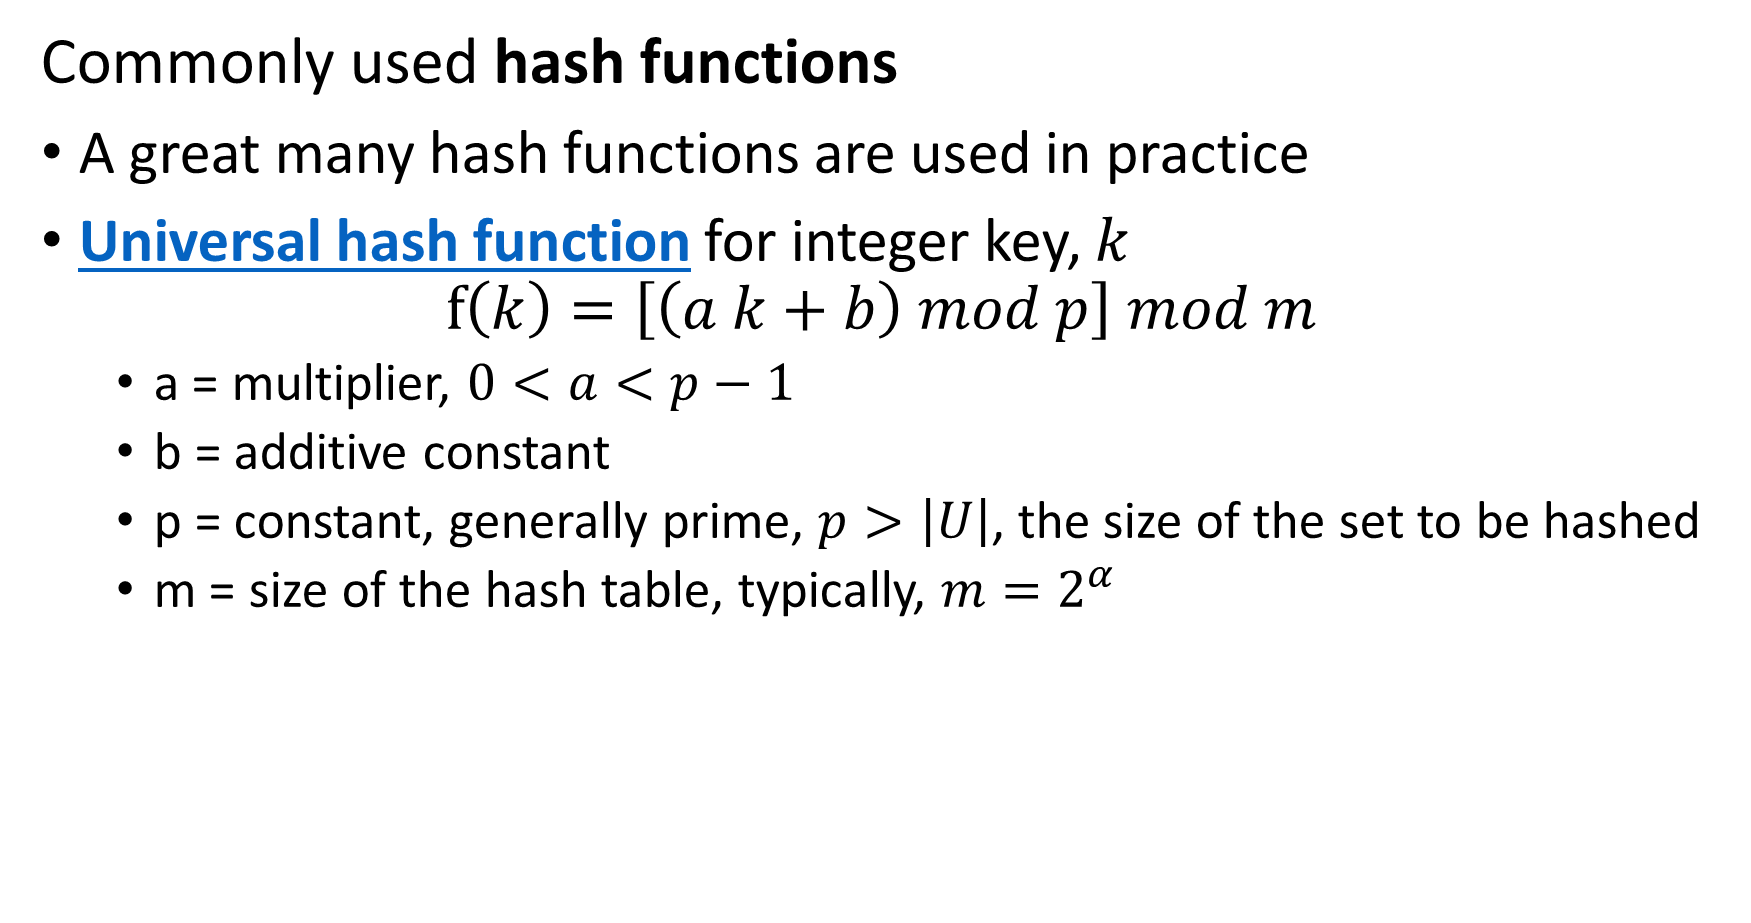 Commonly used hash functions
• A great many hash functions are used in practice
• Universal hash function for integer key, k
f(k) = [(a k + b) mod p] mod m
• a = multiplier, 0 < a < p − 1
• b = additive constant
• p = constant, generally prime, p > |U|, the size of the set to be hashed
• m = size of the hash table, typically, m = 2^α